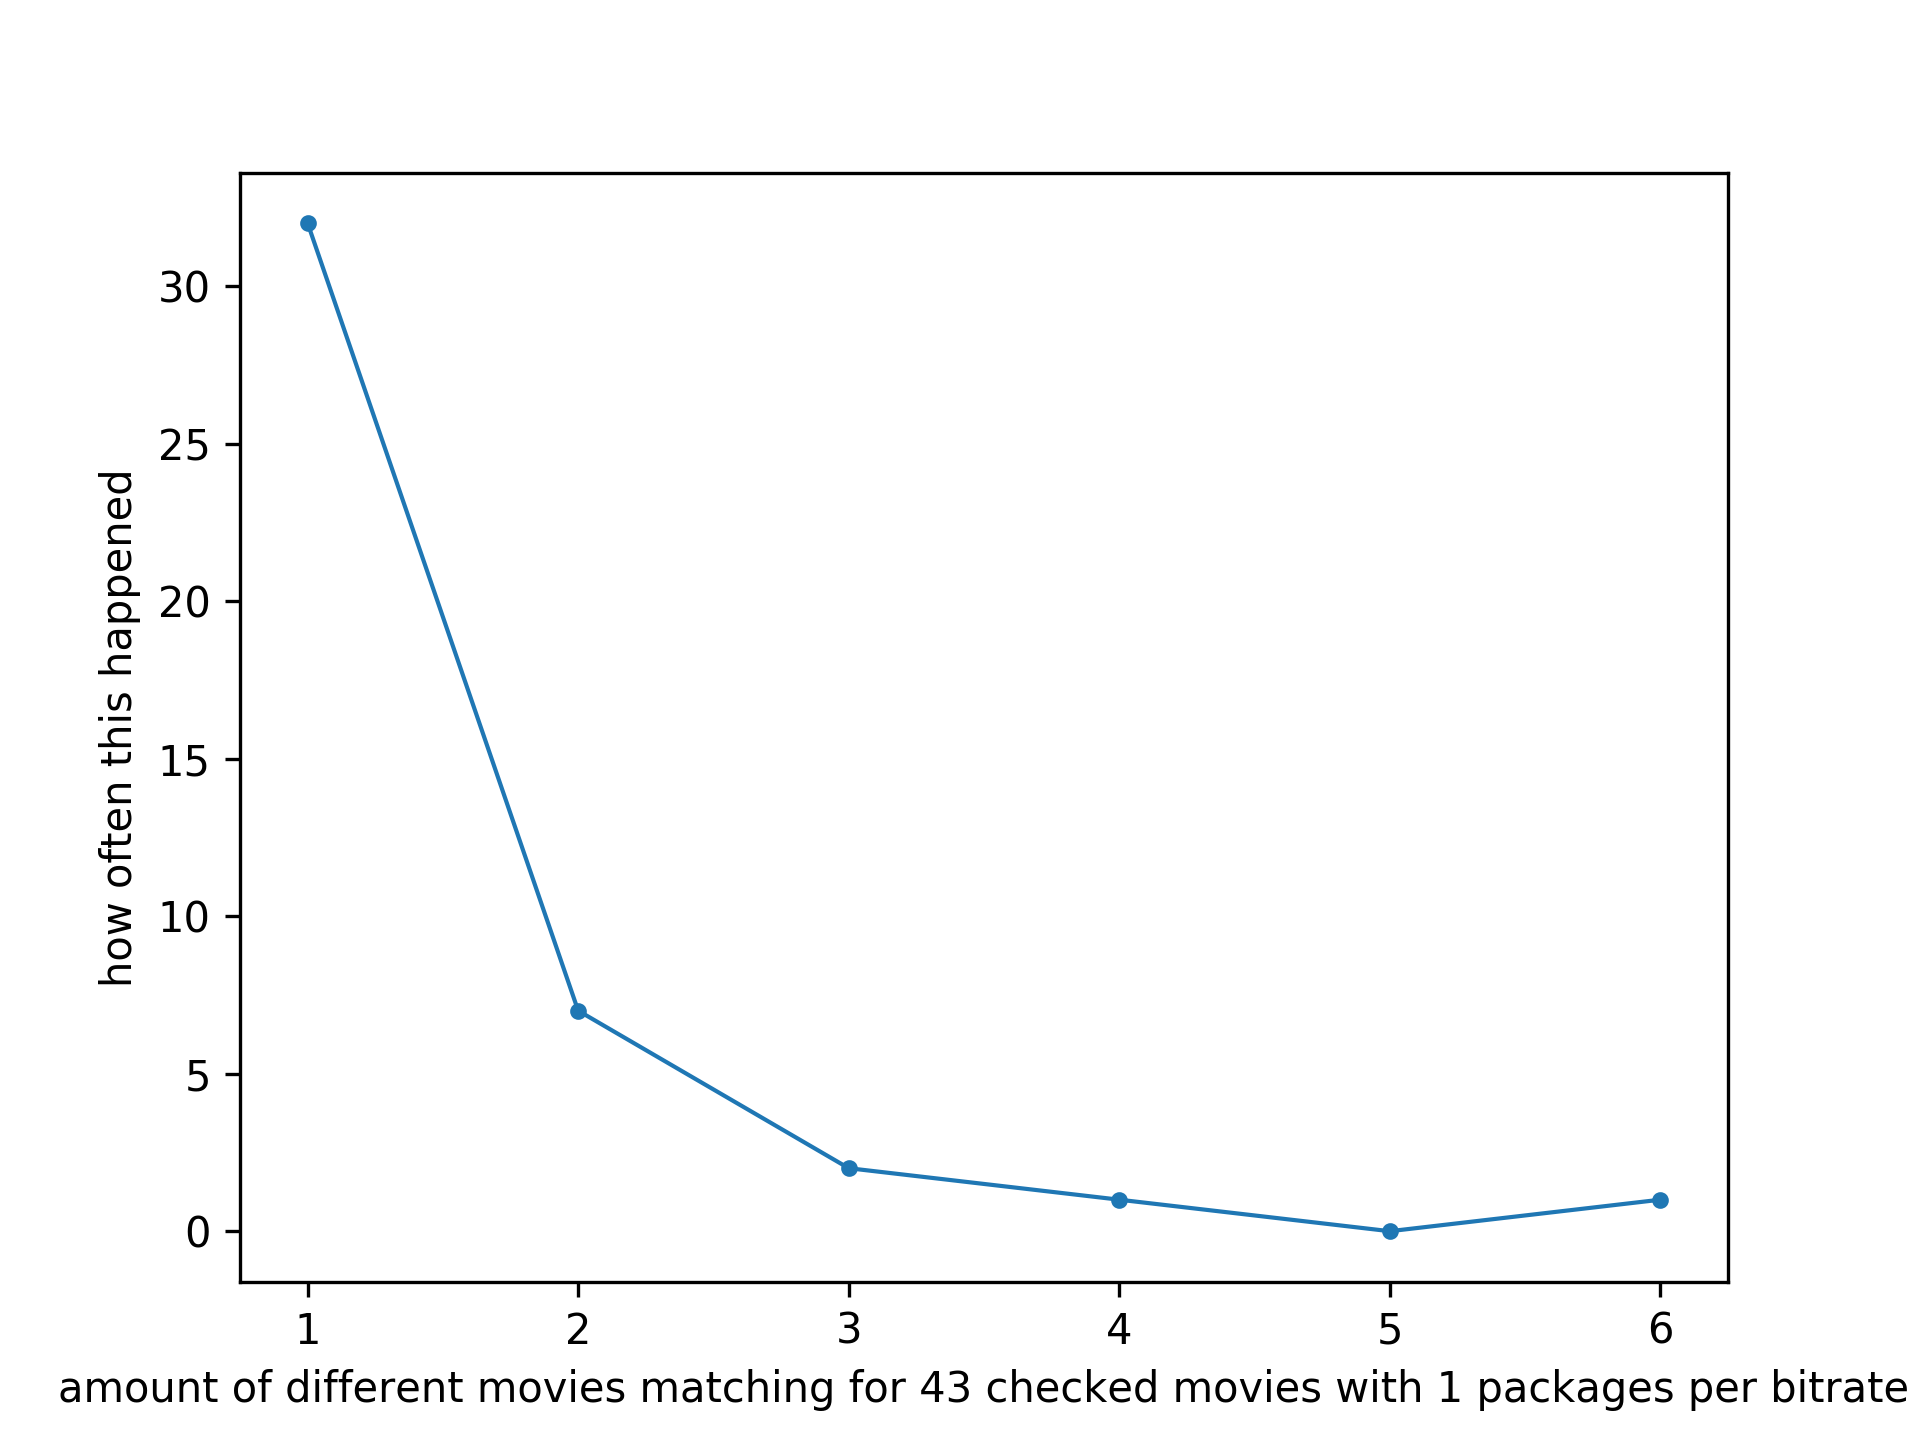 30
25
20
15
10
5
0
how often this happened
1 2 3 4 5 6
amount of different movies matching for 43 checked movies with 1 packages per bitrate